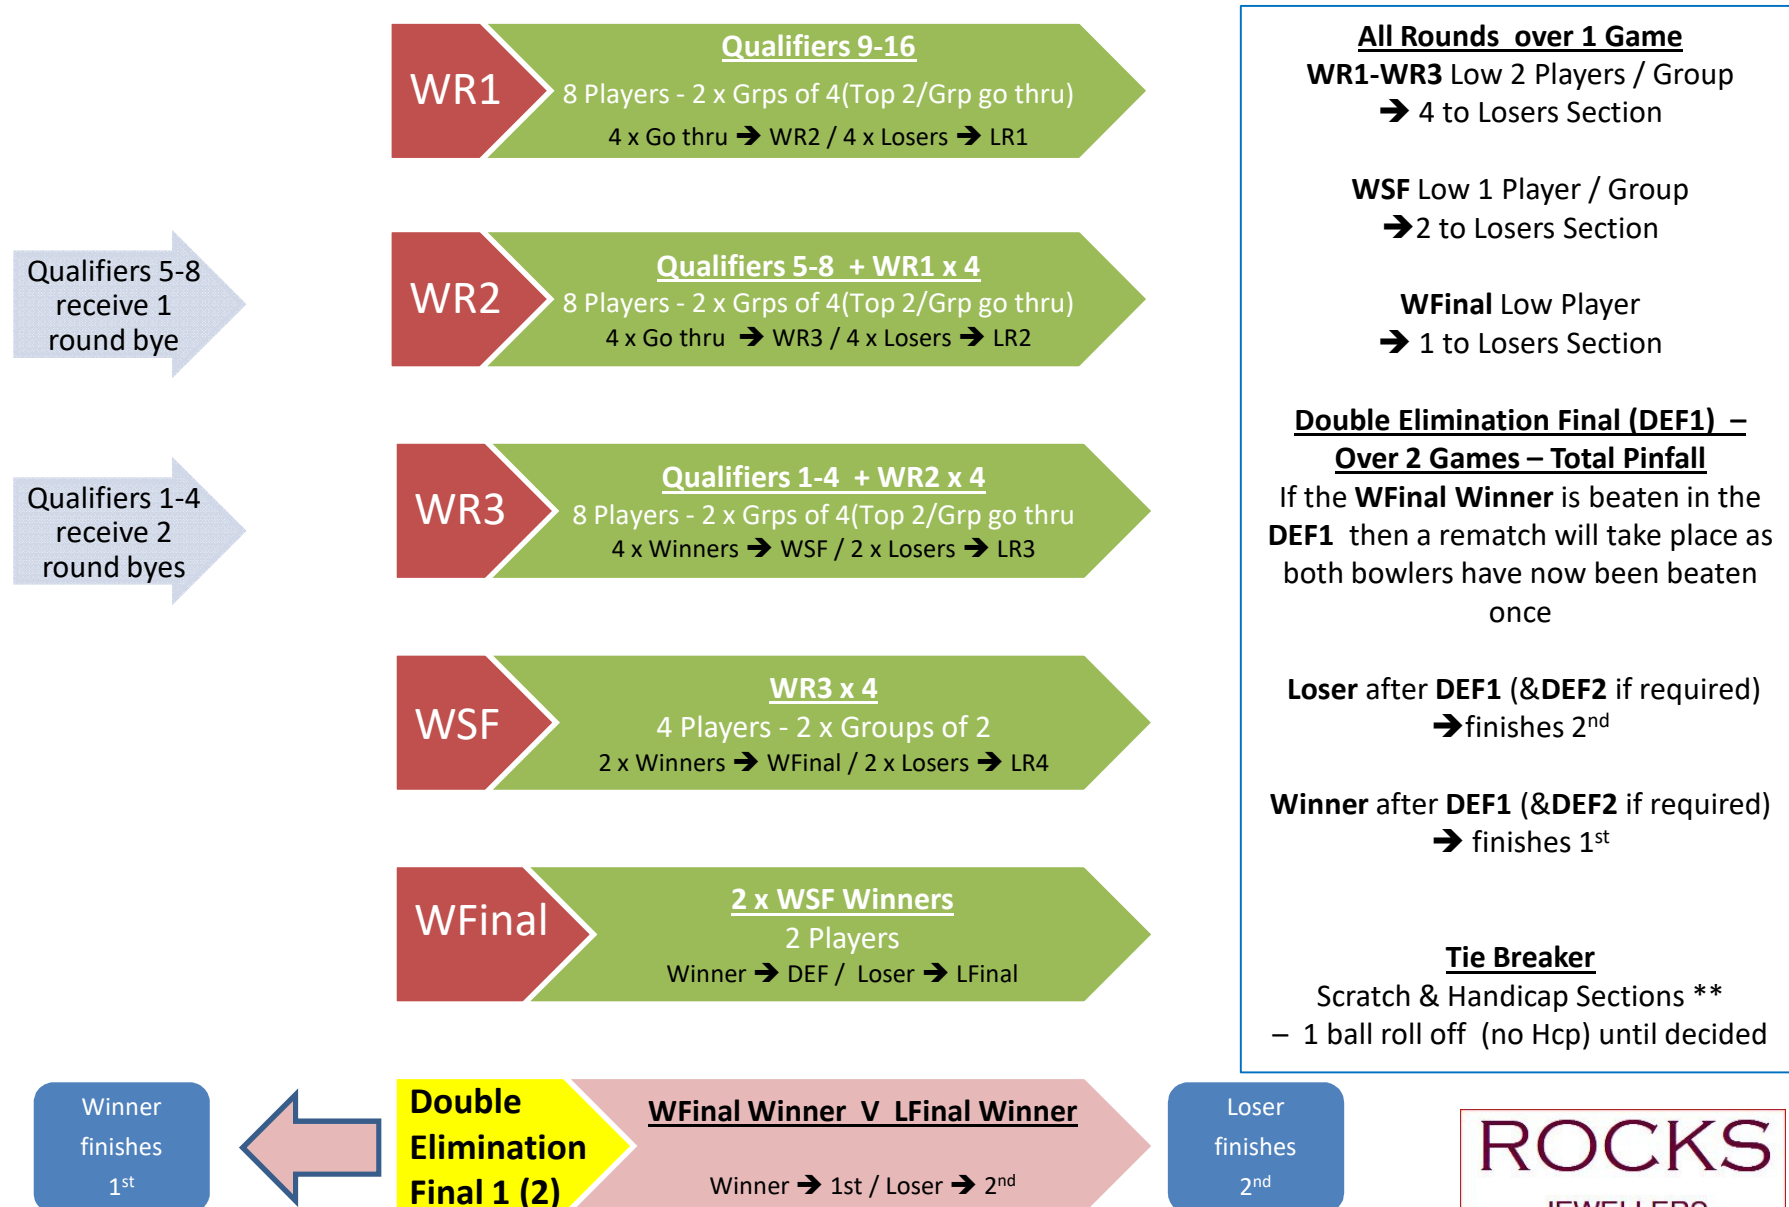 WR1
Qualifiers 9-16
8 Players - 2 x Grps of 4(Top 2/Grp go thru)
4 x Go thru ➔ WR2 / 4 x Losers ➔ LR1
Qualifiers 5-8
receive 1
round bye
WR2
Qualifiers 5-8 + WR1 x 4
8 Players - 2 x Grps of 4(Top 2/Grp go thru)
4 x Go thru ➔ WR3 / 4 x Losers ➔ LR2
Qualifiers 1-4
receive 2
round byes
WR3
Qualifiers 1-4 + WR2 x 4
8 Players - 2 x Grps of 4(Top 2/Grp go thru
4 x Winners ➔ WSF / 2 x Losers ➔ LR3
WSF
WR3 x 4
4 Players - 2 x Groups of 2
2 x Winners ➔ WFinal / 2 x Losers ➔ LR4
WFinal
2 x WSF Winners
2 Players
Winner ➔ DEF / Loser ➔ LFinal
Winner
finishes
1st
Double
Elimination
Final 1 (2)
WFinal Winner V LFinal Winner
Winner ➔ 1st / Loser ➔ 2nd
Loser
finishes
2nd
All Rounds over 1 Game
WR1-WR3 Low 2 Players / Group
➔ 4 to Losers Section
WSF Low 1 Player / Group
➔2 to Losers Section
WFinal Low Player
➔ 1 to Losers Section
Double Elimination Final (DEF1) –
Over 2 Games – Total Pinfall
If the WFinal Winner is beaten in the
DEF1 then a rematch will take place as
both bowlers have now been beaten
once
Loser after DEF1 (&DEF2 if required)
➔finishes 2nd
Winner after DEF1 (&DEF2 if required)
➔ finishes 1st
Tie Breaker
Scratch & Handicap Sections **
– 1 ball roll off (no Hcp) until decided
ROCKS
JEWELLERS